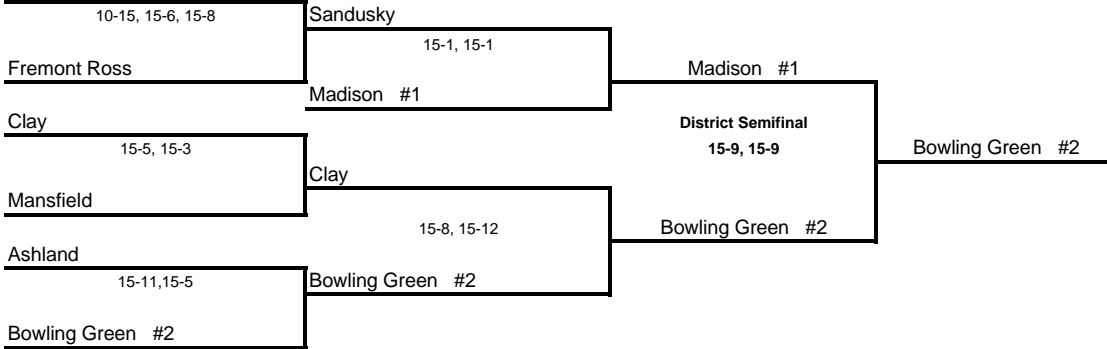 Sandusky
10-15, 15-6, 15-8
15-1, 15-1
Fremont Ross
Madison #1
Madison #1
Clay
District Semifinal
15-5, 15-3
15-9, 15-9
Bowling Green #2
Clay
Mansfield
15-8, 15-12
Bowling Green #2
Ashland
15-11,15-5
Bowling Green #2
Bowling Green #2